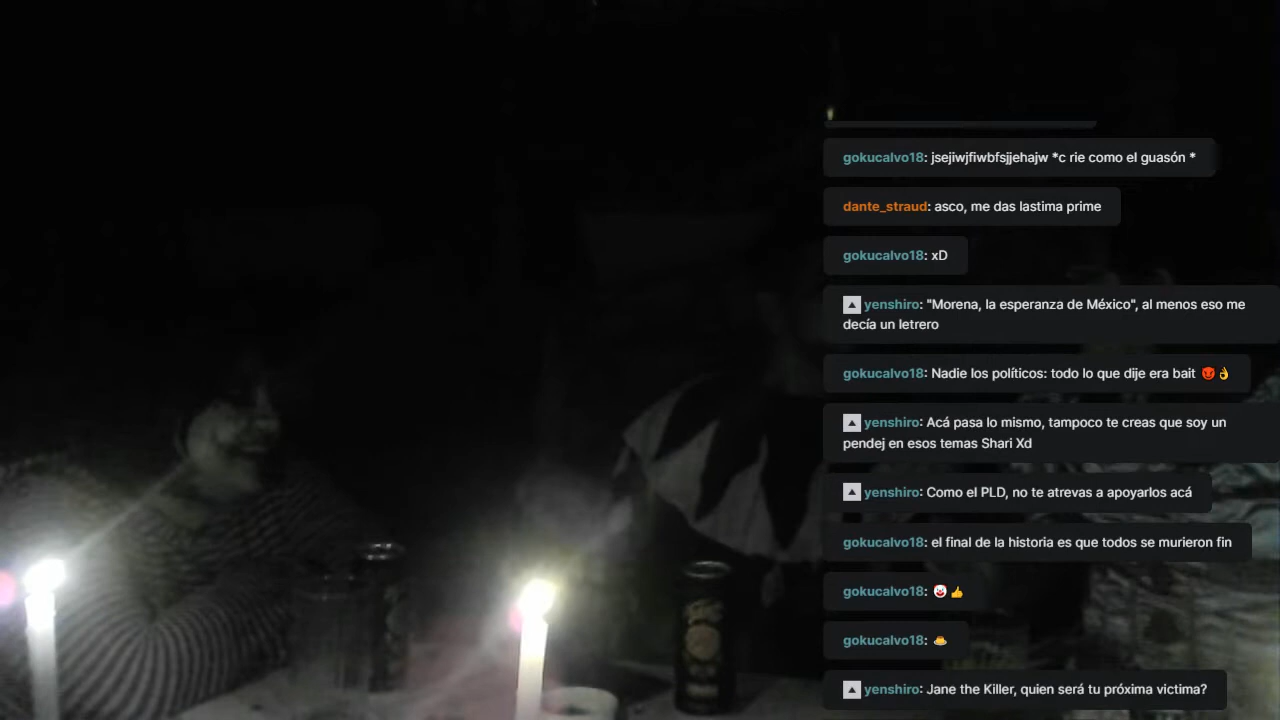 gokucalvo18: jsejiwjfiwbfsjjehajw *c rie como el guasón *
dante_straud: asco, me das lastima prime
gokucalvo18: xD
yenshiro: "Morena, la esperanza de México", al menos eso me
decía un letrero
gokucalvo18: Nadie los políticos: todo lo que dije era bait 😡👌
yenshiro: Acá pasa lo mismo, tampoco te creas que soy un
pendej en esos temas Shari Xd
yenshiro: Como el PLD, no te atrevas a apoyarlos acá
gokucalvo18: el final de la historia es que todos se murieron fin
gokucalvo18: 🤡👍
gokucalvo18: 🍮
yenshiro: Jane the Killer, quien será tu próxima victima?